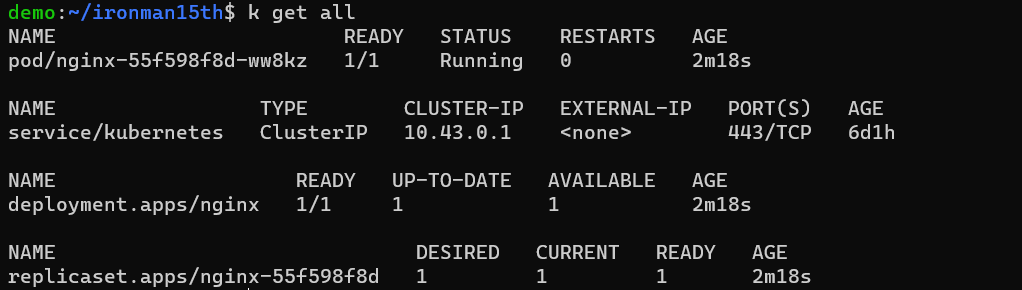 demo:~/ironman15th$ k get all
NAME READY STATUS RESTARTS AGE
pod/nginx-55f598f8d-ww8kz 1/1 Running 0 2m18s
NAME TYPE CLUSTER-IP EXTERNAL-IP PORT(S) AGE
service/kubernetes ClusterIP 10.43.0.1 <none> 443/TCP 6d1h
NAME READY UP-TO-DATE AVAILABLE AGE
deployment.apps/nginx 1/1 1 1 2m18s
NAME DESIRED CURRENT READY AGE
replicaset.apps/nginx-55f598f8d 1 1 1 2m18s